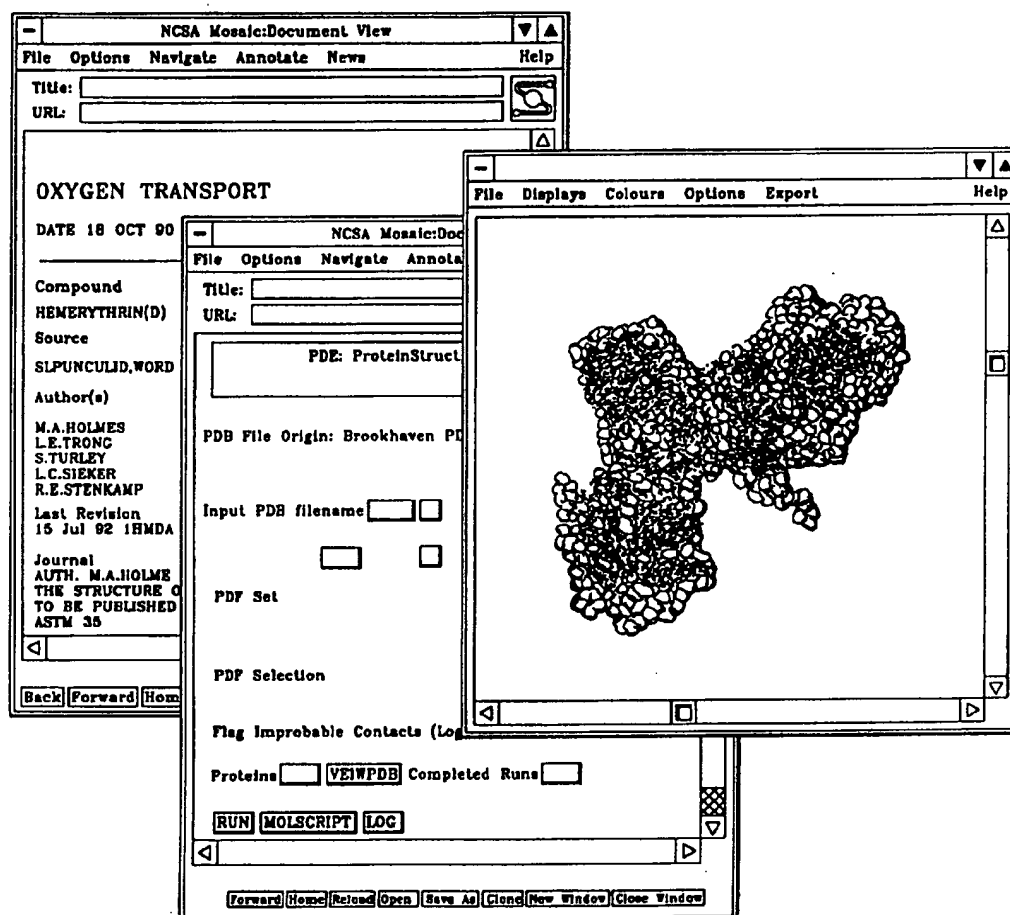 NCSA Mosaic:Document View
File Options Navigate Annotate News Help
Title:
URL:
OXYGEN TRANSPORT
DATE 18 OCT 90
Compound
HEMERYTHRIN(D)
Source
SLPUNCULID,WORD
Author(s)
M.A.HOLMES
L.E.TRONG
S.TURLEY
L.C.SIEKER
R.E.STENKAMP
Last Revision
15 Jul 92 1HMDA
Journal
AUTH. M.A.HOLME
THE STRUCTURE O
TO BE PUBLISHED
ASTM 35
Back Forward Hom
NCSA Mosaic:Doc
File Options Navigate Annota
Title:
URL:
PDE: ProteinStruct
PDB File Origin: Brookhaven PD
Input PDB filename
PDF Set
PDF Selection
Flag Improbable Contacts (Log
Proteins VEIWPDB Completed Runs
RUN MOLSCRIPT LOG
Forward Home Reload Open Save As Clone New Window Close Window
File Displays Colours Options Export Help